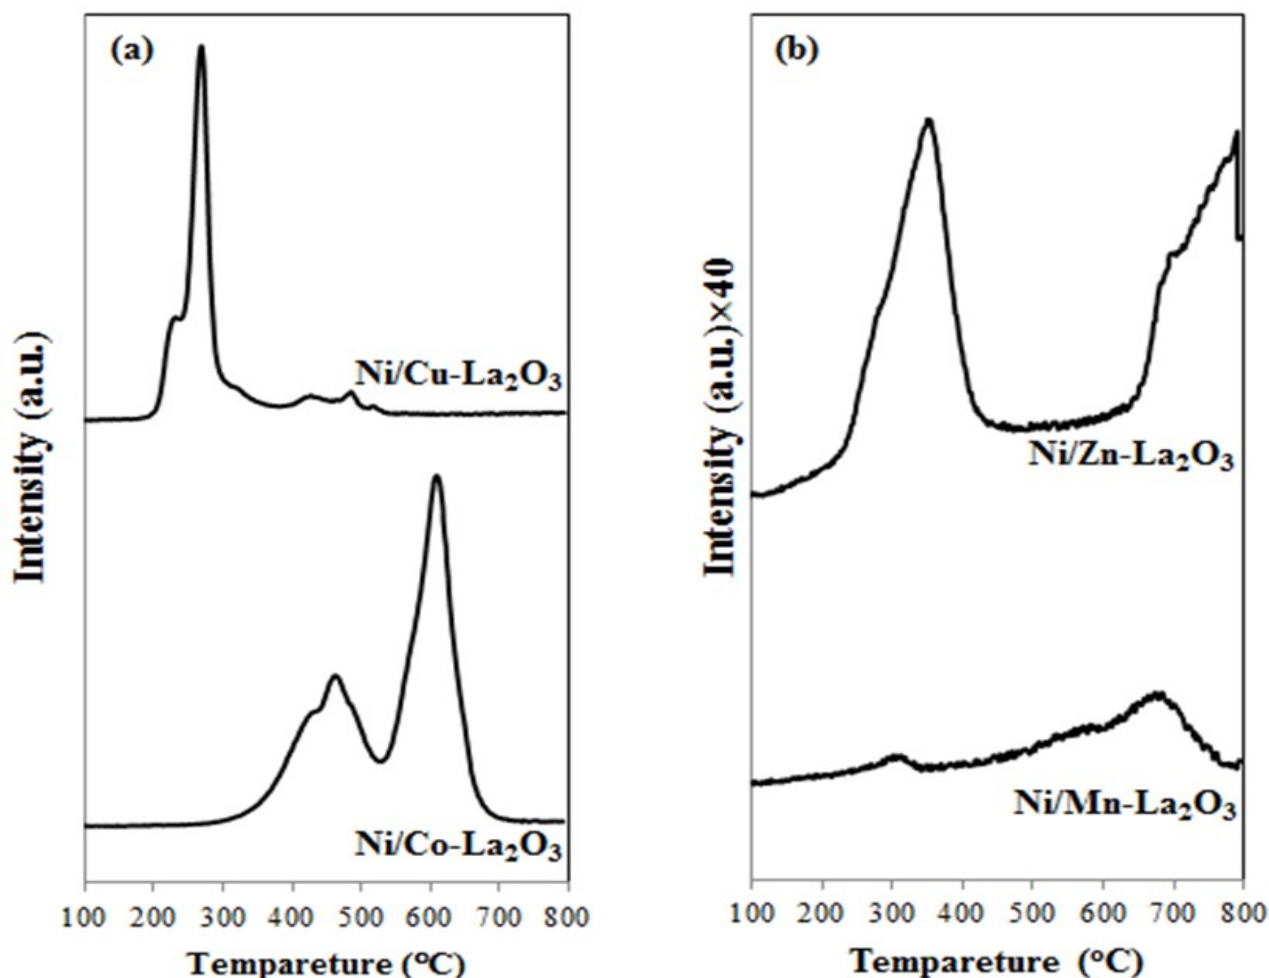 (a)
Intensity (a.u.)
Ni/Cu-La₂O₃
Ni/Co-La₂O₃
100 200 300 400 500 600 700 800
Tempareture (°C)
(b)
Intensity (a.u.)×40
Ni/Zn-La₂O₃
Ni/Mn-La₂O₃
100 200 300 400 500 600 700 800
Tempareture (°C)